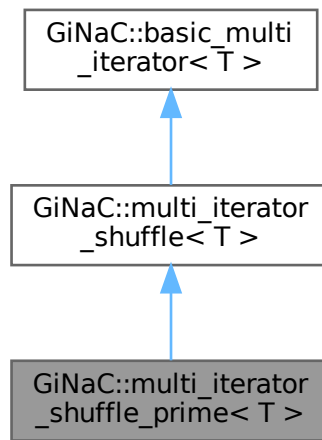 GiNaC::basic_multi
_iterator< T >
GiNaC::multi_iterator
_shuffle< T >
GiNaC::multi_iterator
_shuffle_prime< T >